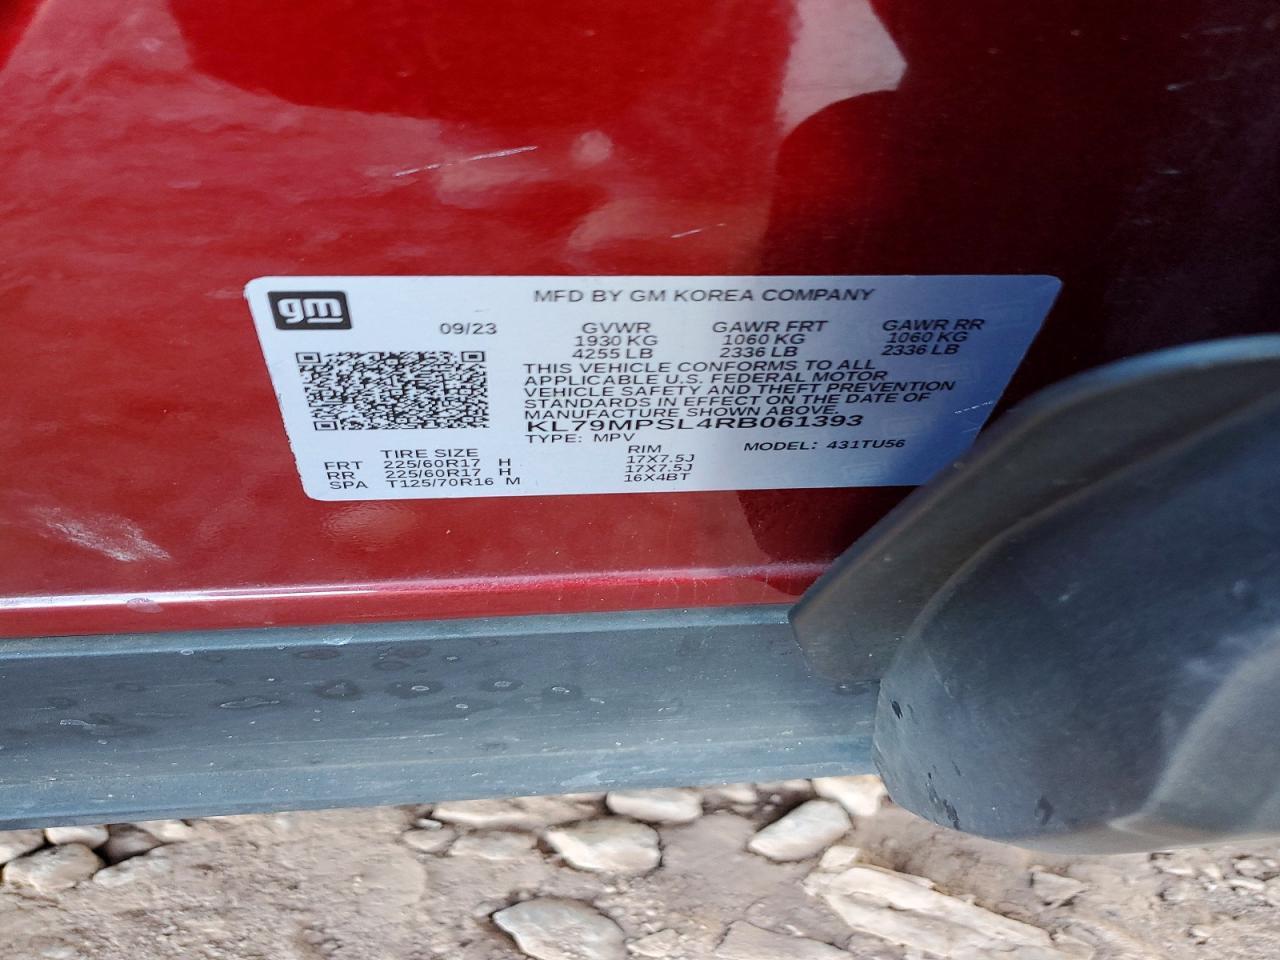 gm
MFD BY GM KOREA COMPANY
09/23 GVWR GAWR FRT GAWR RR
1930 KG 1060 KG 1060 KG
4255 LB 2336 LB 2336 LB
THIS VEHICLE CONFORMS TO ALL
APPLICABLE U.S. FEDERAL MOTOR
VEHICLE SAFETY AND THEFT PREVENTION
STANDARDS IN EFFECT ON THE DATE OF
MANUFACTURE SHOWN ABOVE.
KL79MPSL4RB061393
TYPE: MPV MODEL: 431TU56
TIRE SIZE RIM
FRT 225/60R17 H 17X7.5J
RR 225/60R17 H 17X7.5J
SPA T125/70R16 M 16X4BT